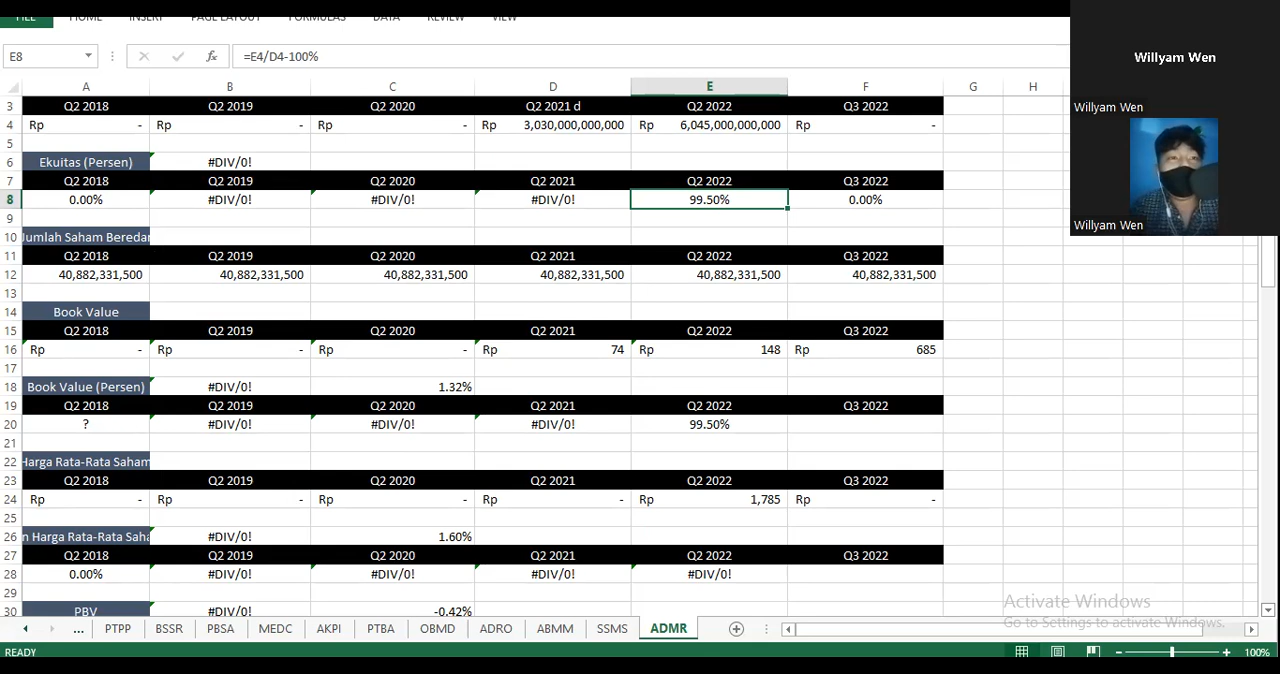 FILE HOME INSERT PAGE LAYOUT FORMULAS DATA REVIEW VIEW
Willyam Wen
E8 fx =E4/D4-100%
A B C D E F G H
3 Q2 2018 Q2 2019 Q2 2020 Q2 2021 d Q2 2022 Q3 2022
Willyam Wen
4 Rp - Rp - Rp - Rp 3,030,000,000,000 Rp 6,045,000,000,000 Rp -
5
6 Ekuitas (Persen) #DIV/0!
7 Q2 2018 Q2 2019 Q2 2020 Q2 2021 Q2 2022 Q3 2022
8 0.00% #DIV/0! #DIV/0! #DIV/0! 99.50% 0.00%
9
Willyam Wen
10 Jumlah Saham Beredar
11 Q2 2018 Q2 2019 Q2 2020 Q2 2021 Q2 2022 Q3 2022
12 40,882,331,500 40,882,331,500 40,882,331,500 40,882,331,500 40,882,331,500 40,882,331,500
13
14 Book Value
15 Q2 2018 Q2 2019 Q2 2020 Q2 2021 Q2 2022 Q3 2022
16 Rp - Rp - Rp - Rp 74 Rp 148 Rp 685
17
18 Book Value (Persen) #DIV/0! 1.32%
19 Q2 2018 Q2 2019 Q2 2020 Q2 2021 Q2 2022 Q3 2022
20 ? #DIV/0! #DIV/0! #DIV/0! 99.50%
21
22 Harga Rata-Rata Saham
23 Q2 2018 Q2 2019 Q2 2020 Q2 2021 Q2 2022 Q3 2022
24 Rp - Rp - Rp - Rp - Rp 1,785 Rp -
25
26 n Harga Rata-Rata Saha #DIV/0! 1.60%
27 Q2 2018 Q2 2019 Q2 2020 Q2 2021 Q2 2022 Q3 2022
28 0.00% #DIV/0! #DIV/0! #DIV/0! #DIV/0!
29
Activate Windows
30 PBV #DIV/0! -0.42%
Go to Settings to activate Windows.
... PTPP BSSR PBSA MEDC AKPI PTBA OBMD ADRO ABMM SSMS ADMR
READY 100%